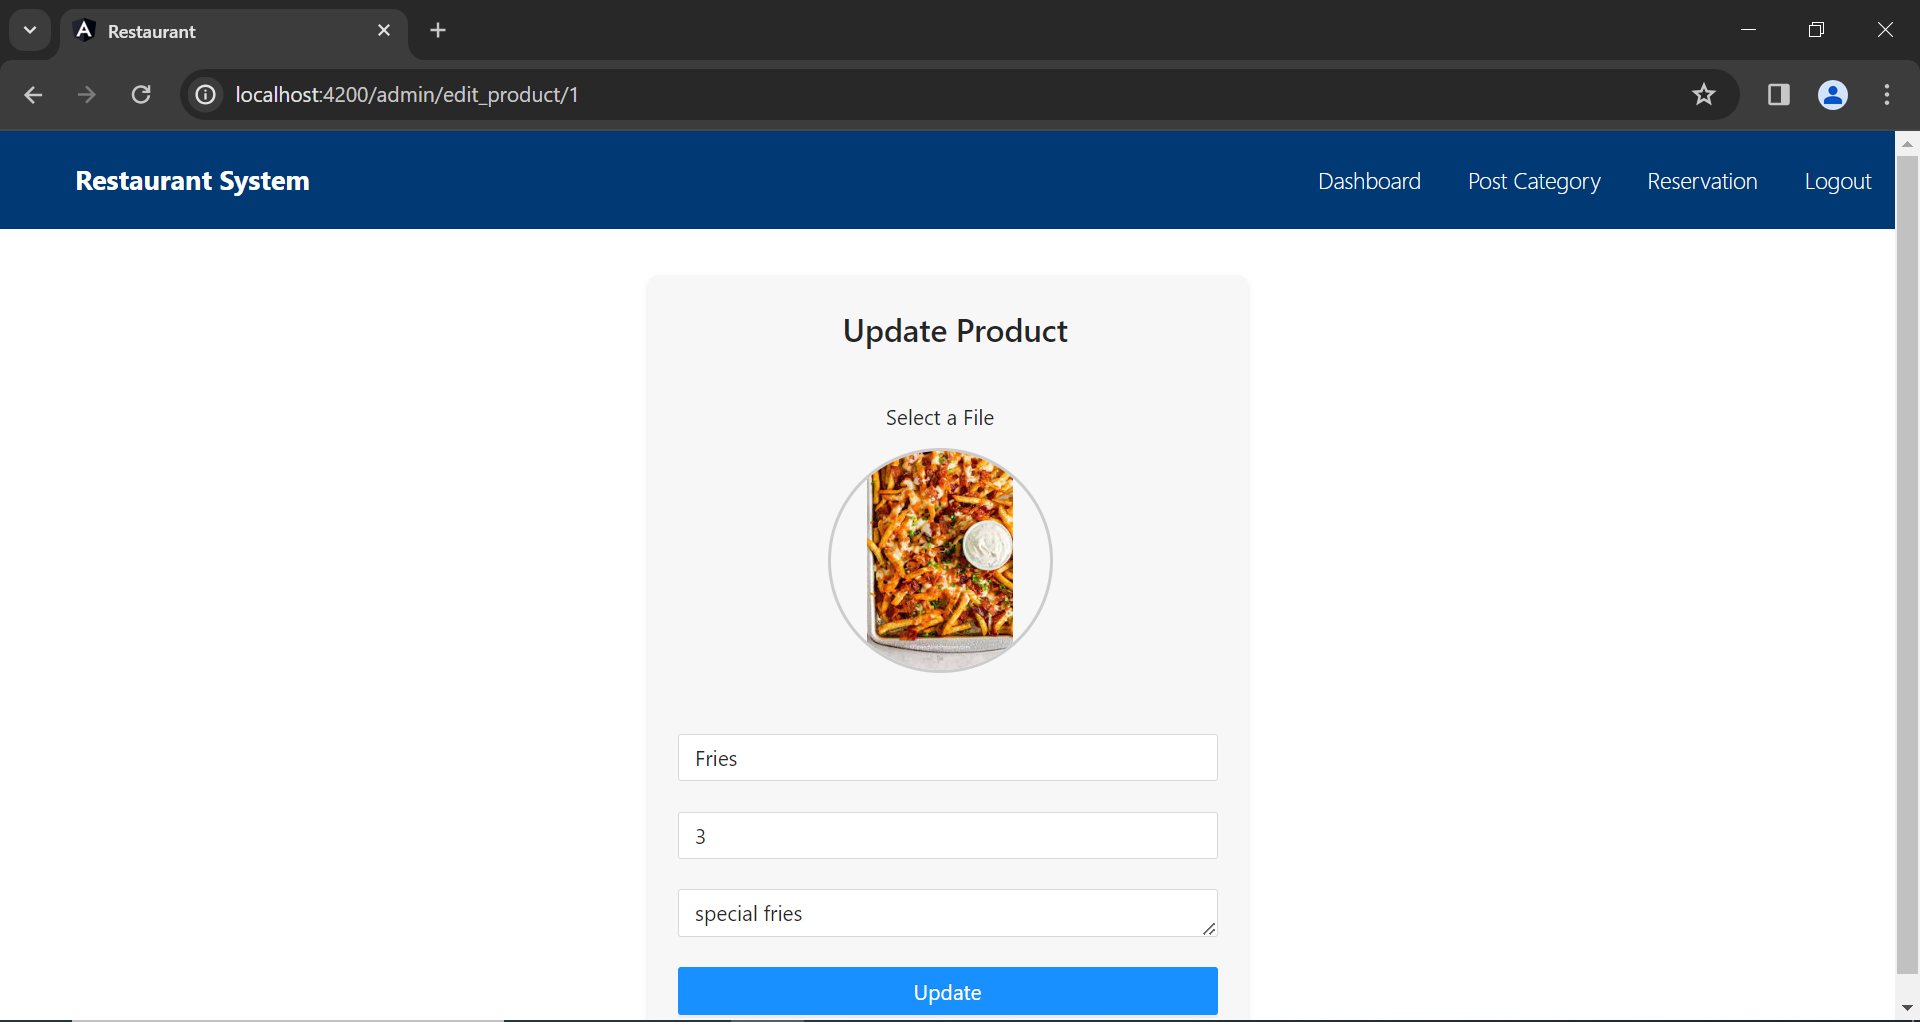 Restaurant
localhost:4200/admin/edit_product/1
Restaurant System
Dashboard
Post Category
Reservation
Logout
Update Product
Select a File
Fries
3
special fries
Update